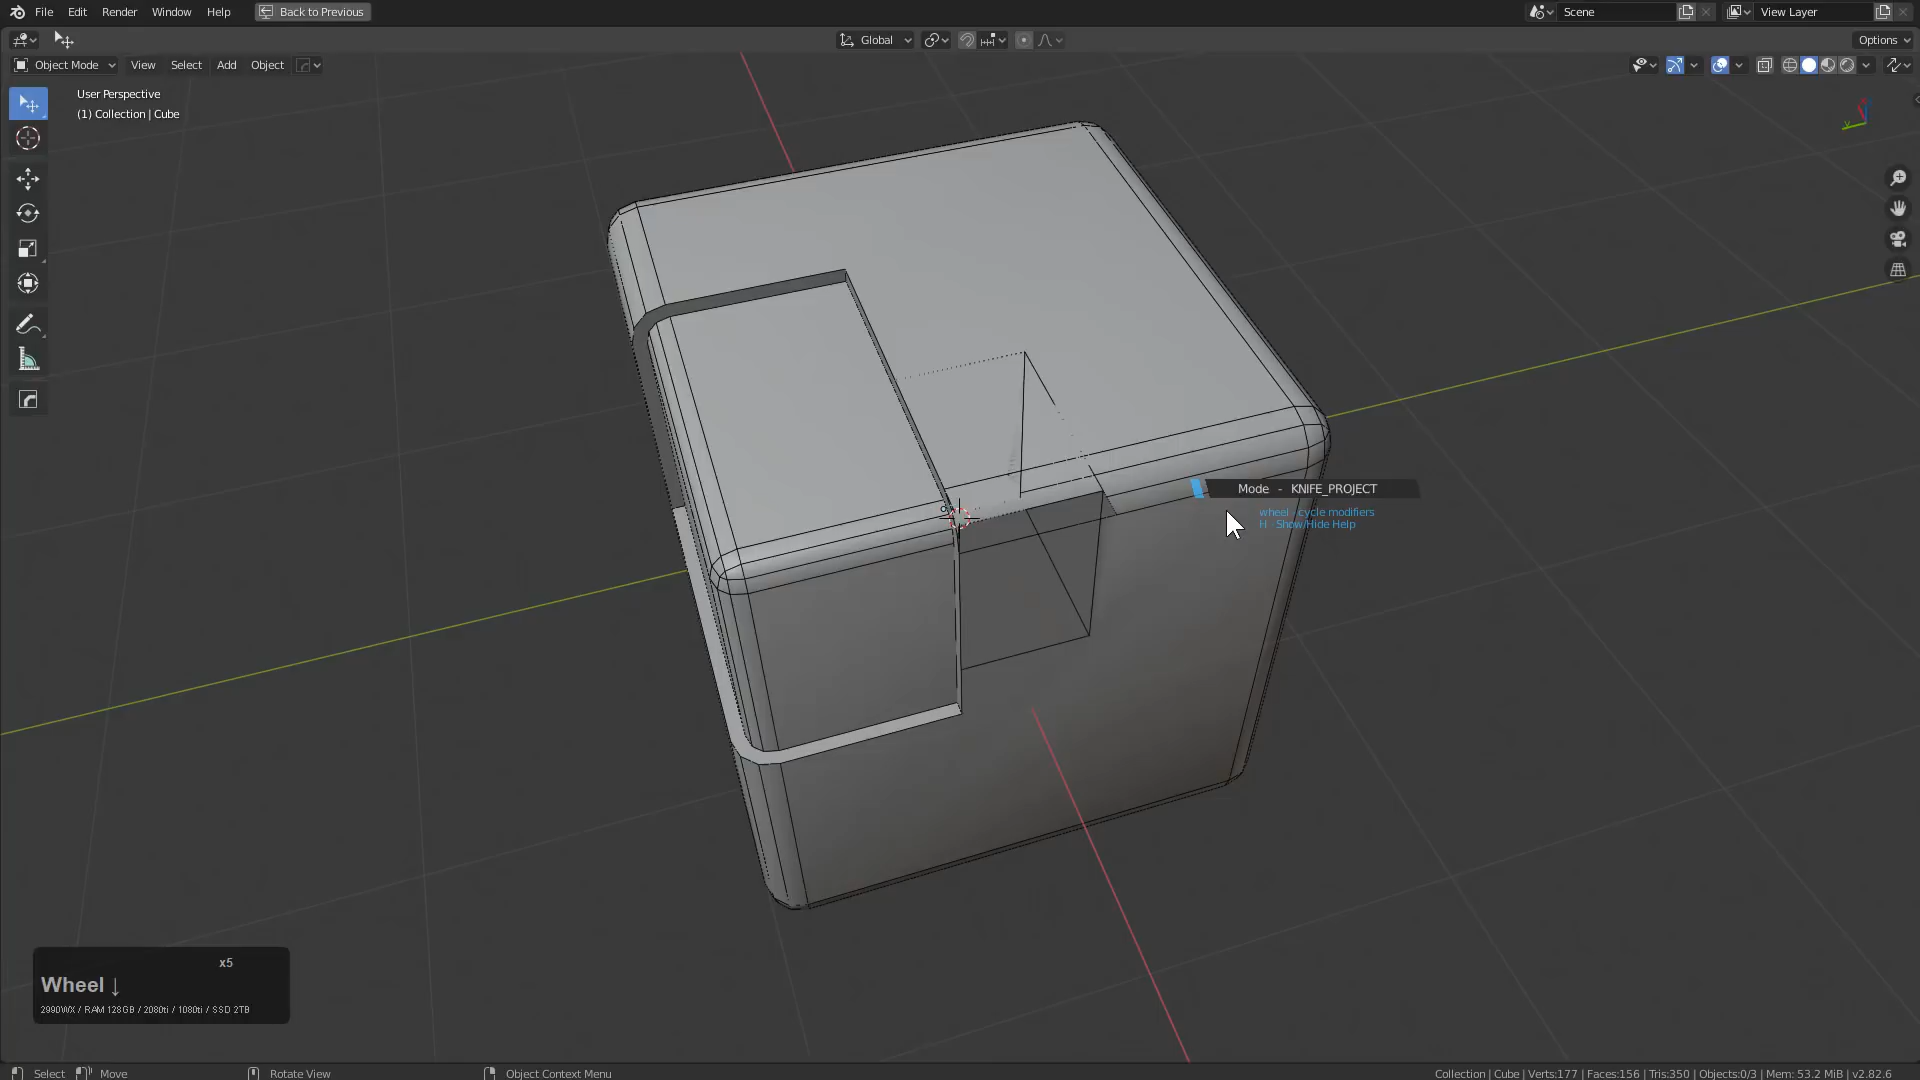 File Edit Render Window Help Back to Previous Scene View Layer
Global Options
Object Mode View Select Add Object
User Perspective
(1) Collection | Cube
Mode - KNIFE_PROJECT
wheel - cycle modifiers
H - Show/Hide Help
x5
Wheel ↓
2990WX / RAM 128GB / 2080ti / 1080ti / SSD 2TB
Select Move Rotate View Object Context Menu Collection | Cube | Verts:177 | Faces:156 | Tris:350 | Objects:0/3 | Mem: 53.2 MiB | v2.82.6